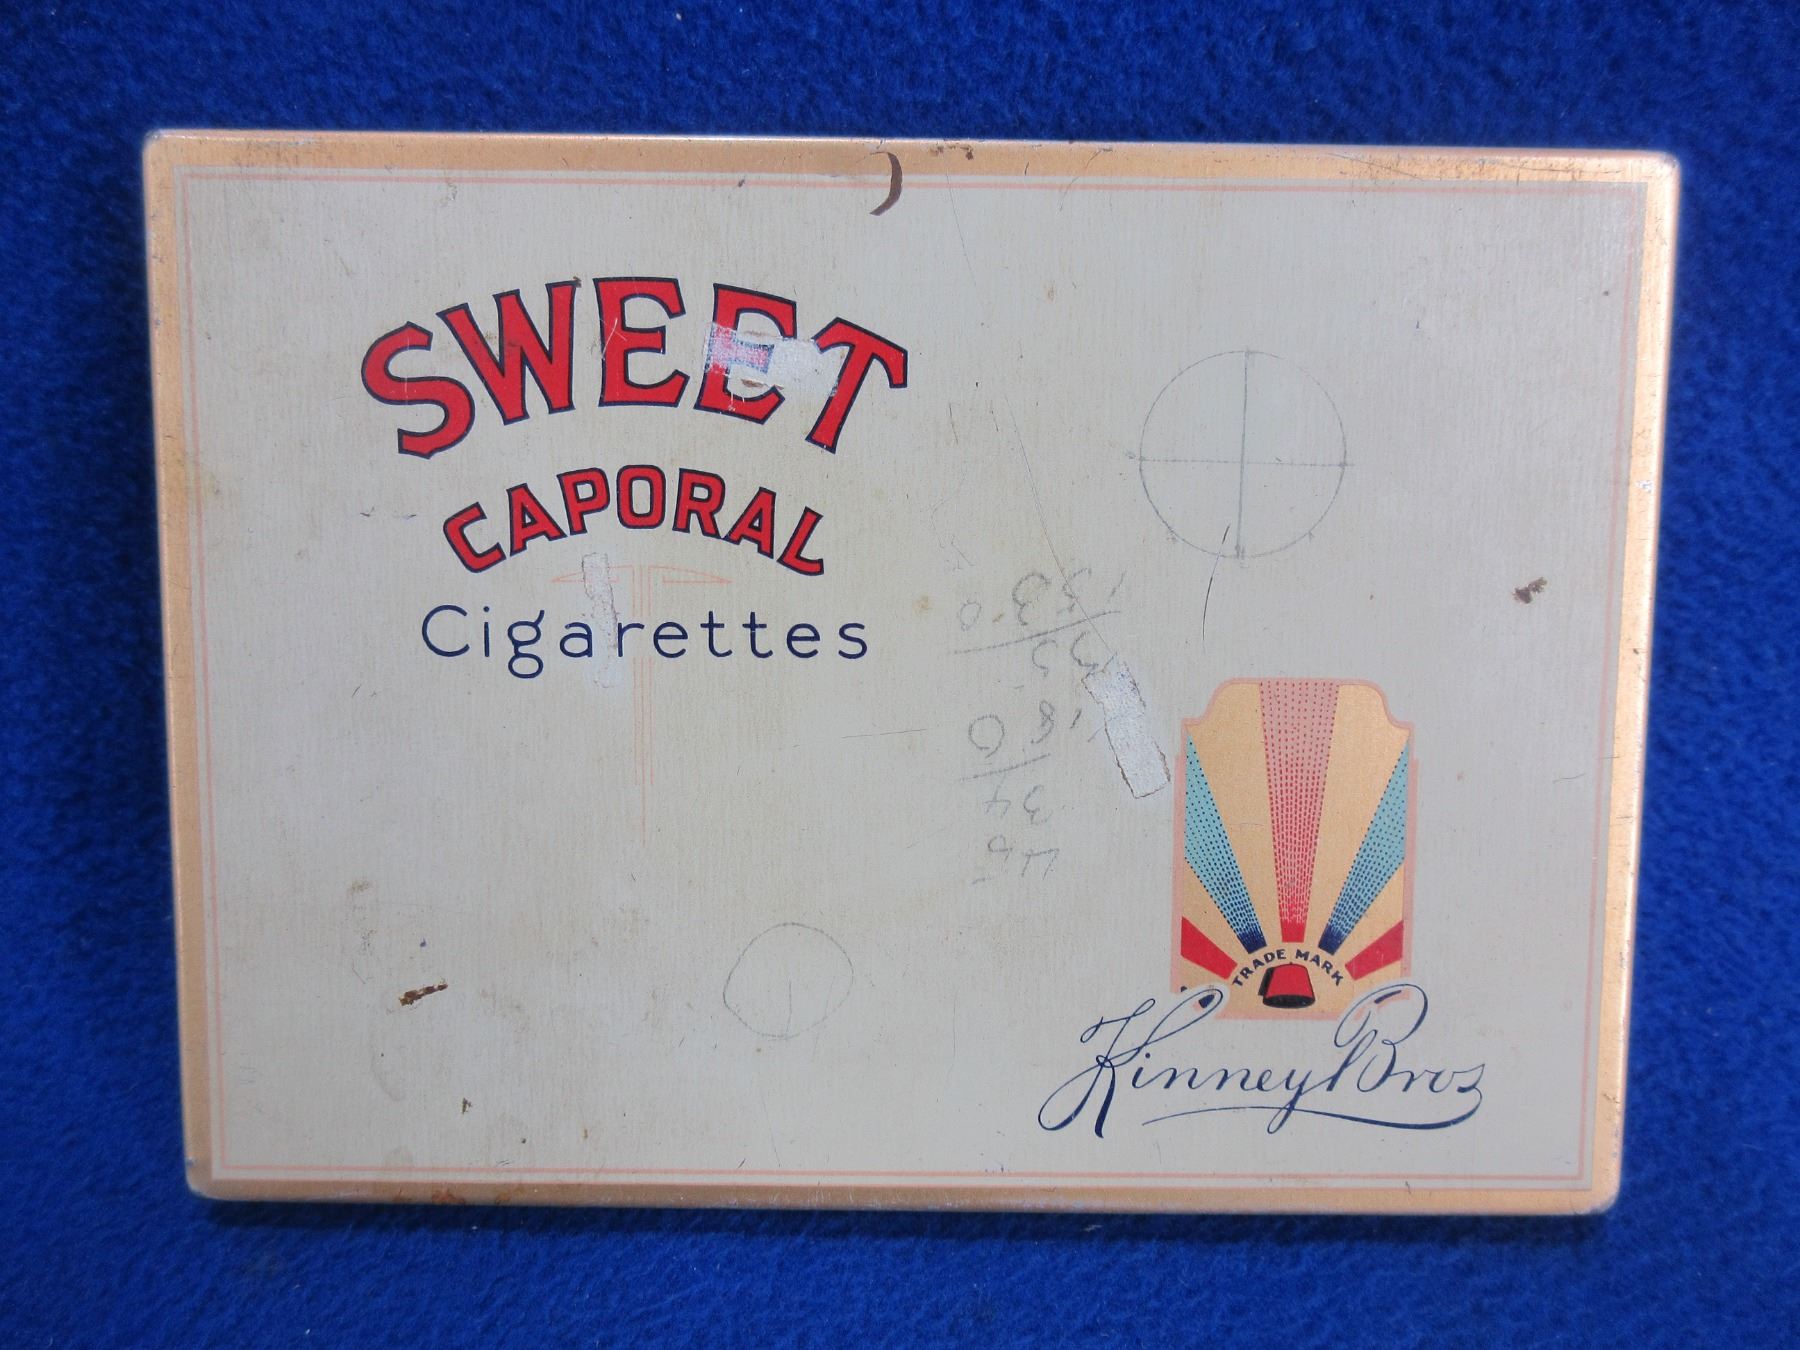 SWEET
CAPORAL
Cigarettes
TRADE MARK
Kinney Bros